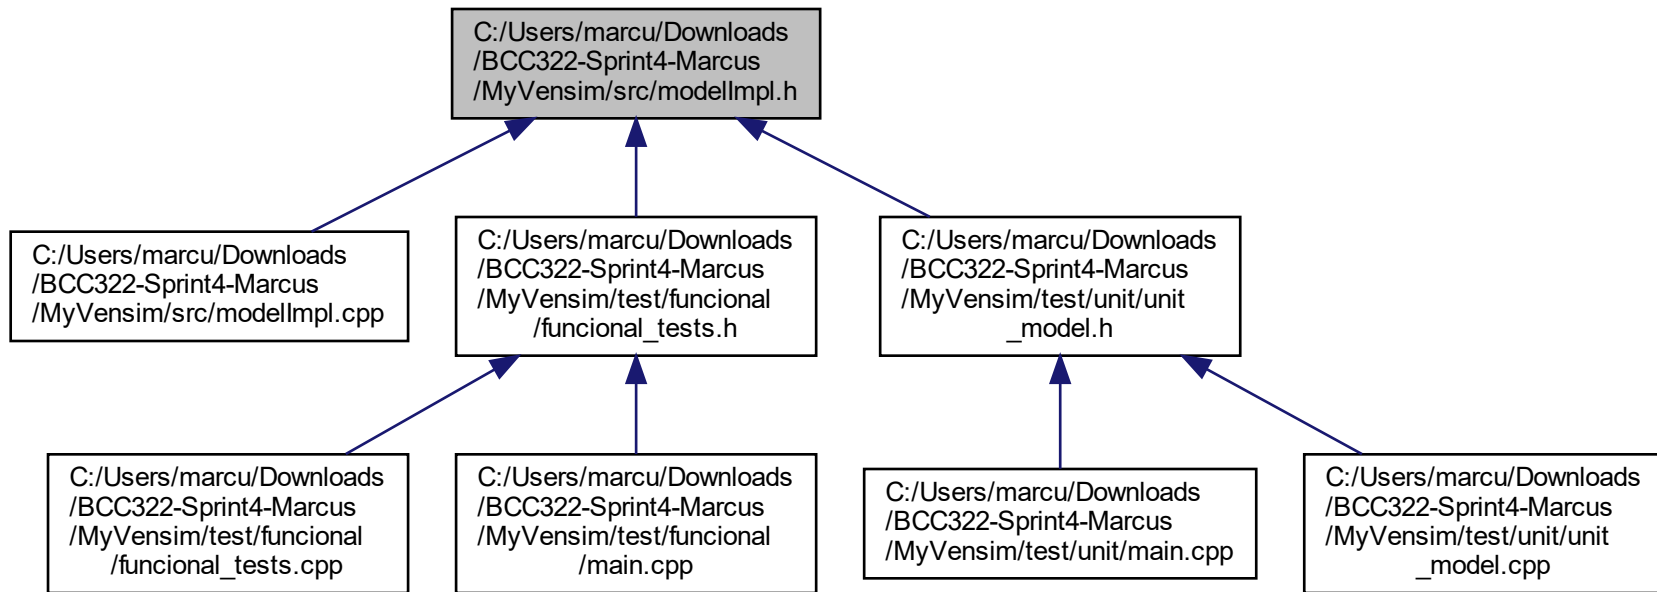 C:/Users/marcu/Downloads
/BCC322-Sprint4-Marcus
/MyVensim/src/modelImpl.h
C:/Users/marcu/Downloads
/BCC322-Sprint4-Marcus
/MyVensim/src/modelImpl.cpp
C:/Users/marcu/Downloads
/BCC322-Sprint4-Marcus
/MyVensim/test/funcional
/funcional_tests.h
C:/Users/marcu/Downloads
/BCC322-Sprint4-Marcus
/MyVensim/test/unit/unit
_model.h
C:/Users/marcu/Downloads
/BCC322-Sprint4-Marcus
/MyVensim/test/funcional
/funcional_tests.cpp
C:/Users/marcu/Downloads
/BCC322-Sprint4-Marcus
/MyVensim/test/funcional
/main.cpp
C:/Users/marcu/Downloads
/BCC322-Sprint4-Marcus
/MyVensim/test/unit/main.cpp
C:/Users/marcu/Downloads
/BCC322-Sprint4-Marcus
/MyVensim/test/unit/unit
_model.cpp